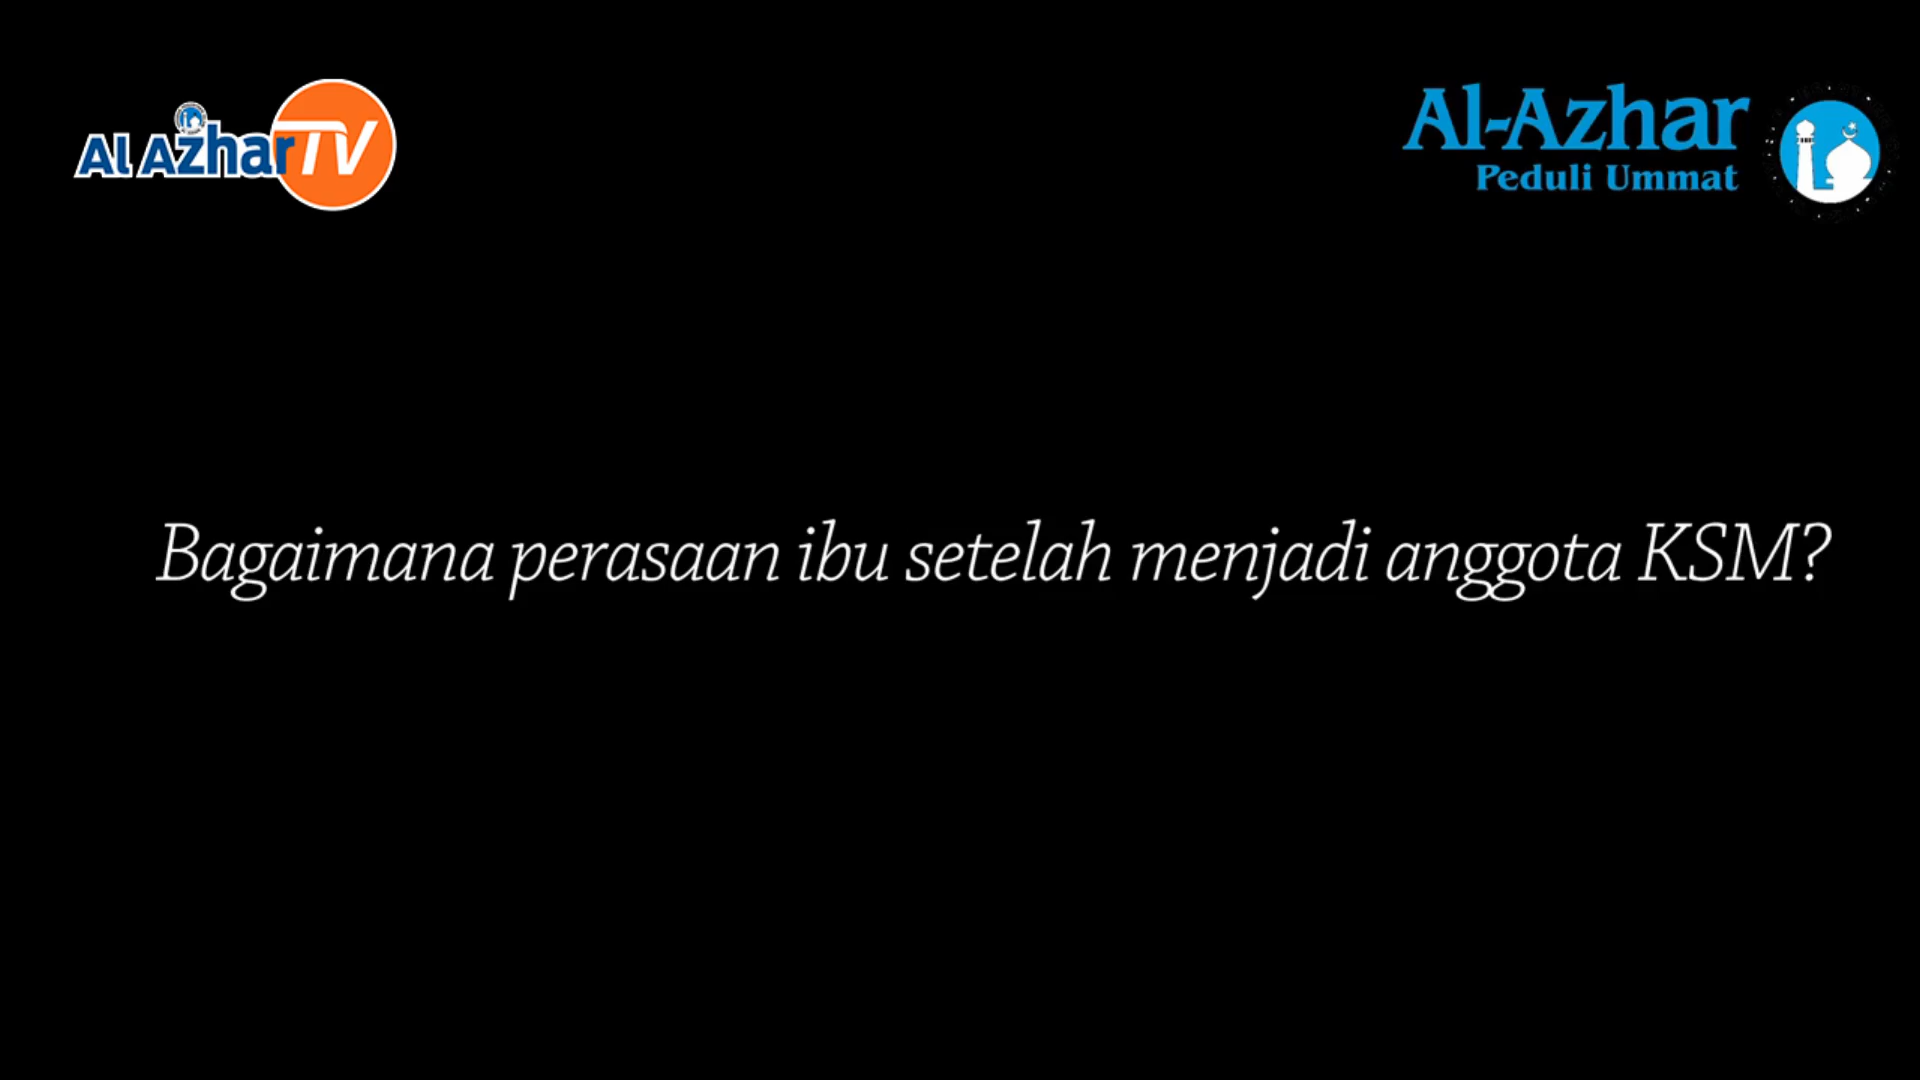 Al Azhar TV
Al-Azhar
Peduli Ummat
Bagaimana perasaan ibu setelah menjadi anggota KSM?